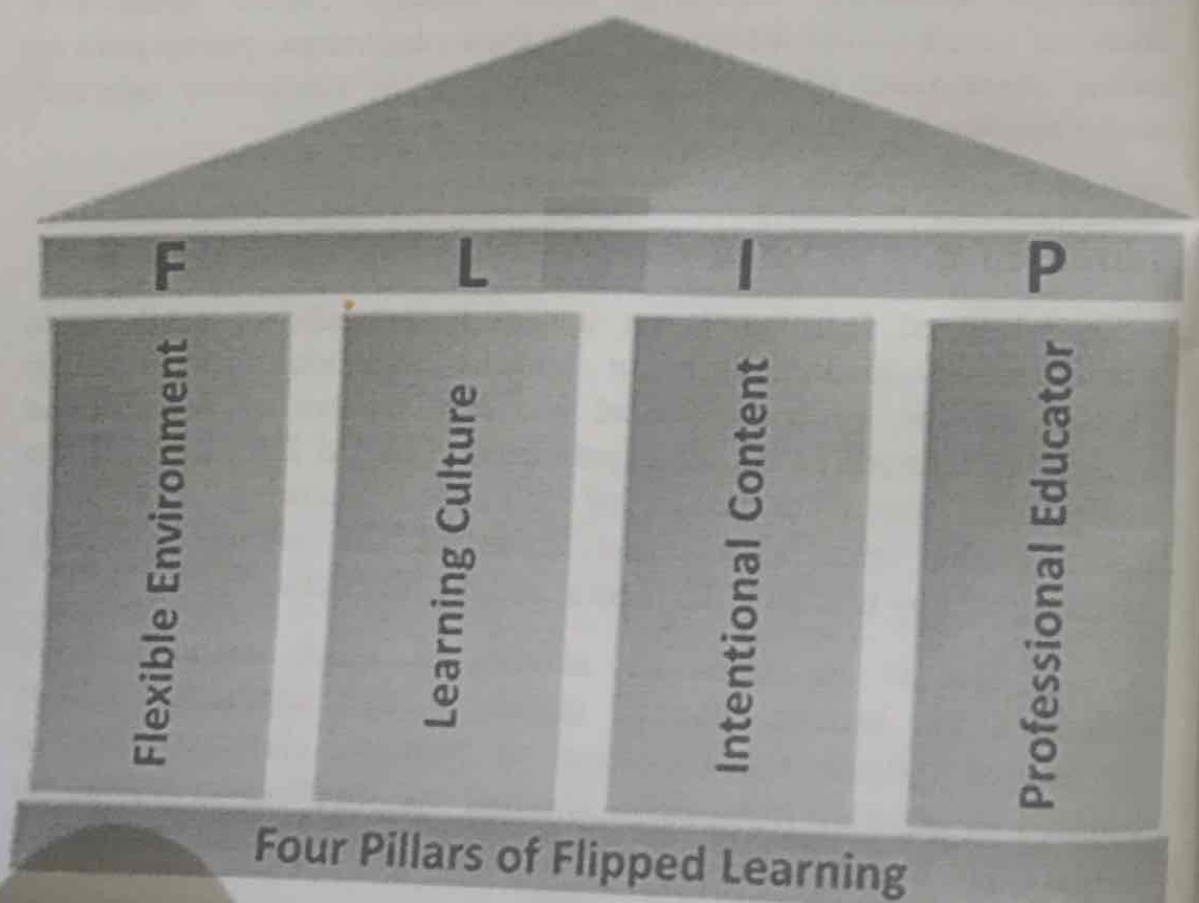 F L I P
Flexible Environment
Learning Culture
Intentional Content
Professional Educator
Four Pillars of Flipped Learning